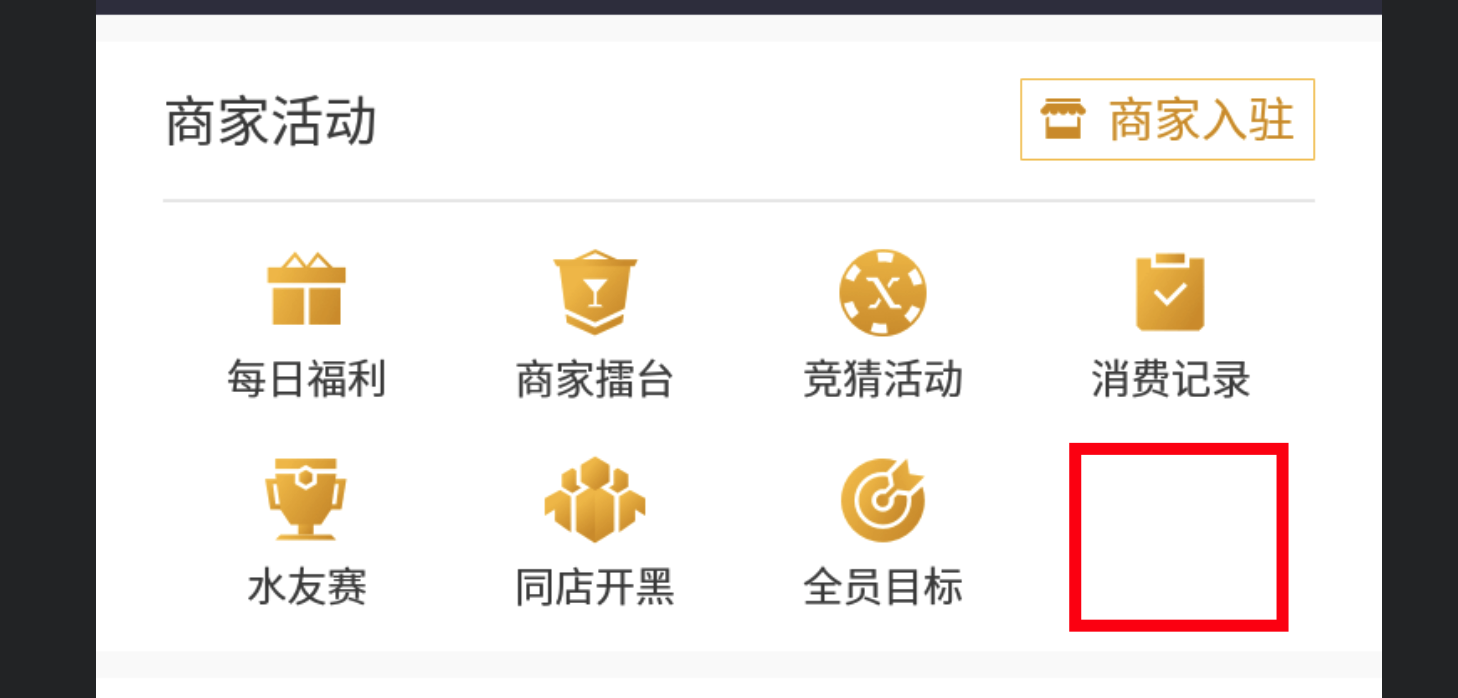 商家活动
商家入驻
每日福利
商家擂台
竞猜活动
消费记录
水友赛
同店开黑
全员目标